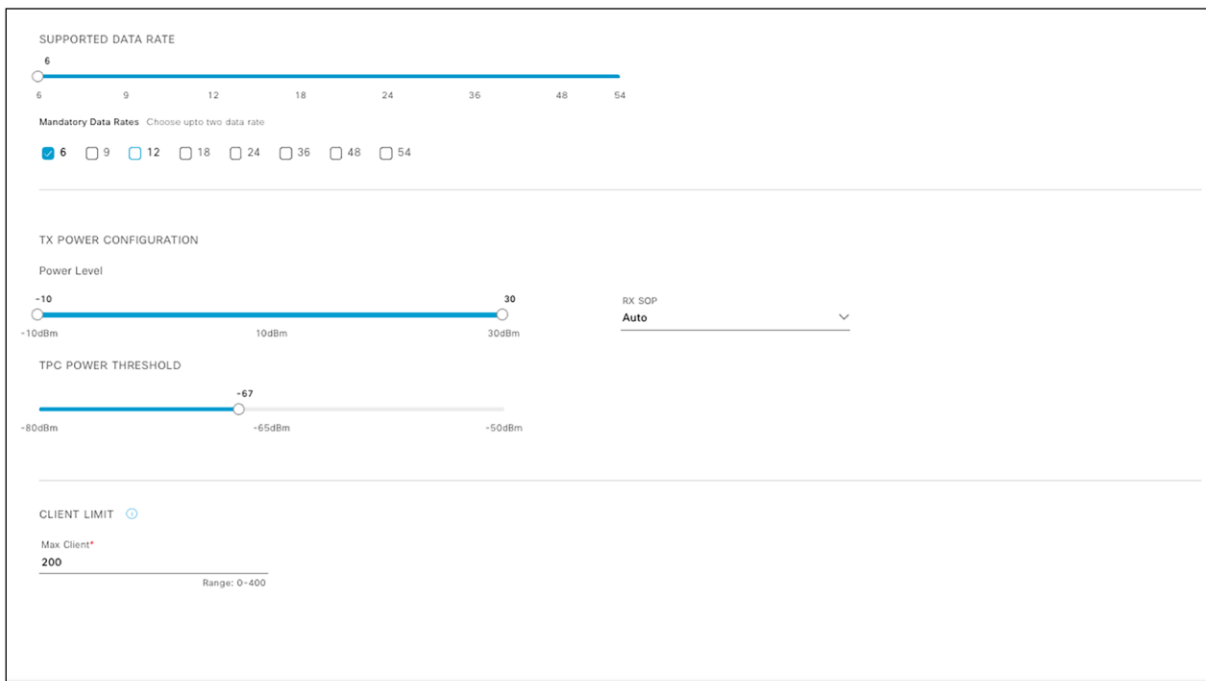 SUPPORTED DATA RATE
6
6 9 12 18 24 36 48 54
Mandatory Data Rates Choose upto two data rate
6 9 12 18 24 36 48 54
TX POWER CONFIGURATION
Power Level
-10 30
-10dBm 10dBm 30dBm
RX SOP
Auto
TPC POWER THRESHOLD
-67
-80dBm -65dBm -50dBm
CLIENT LIMIT
Max Client*
200
Range: 0-400